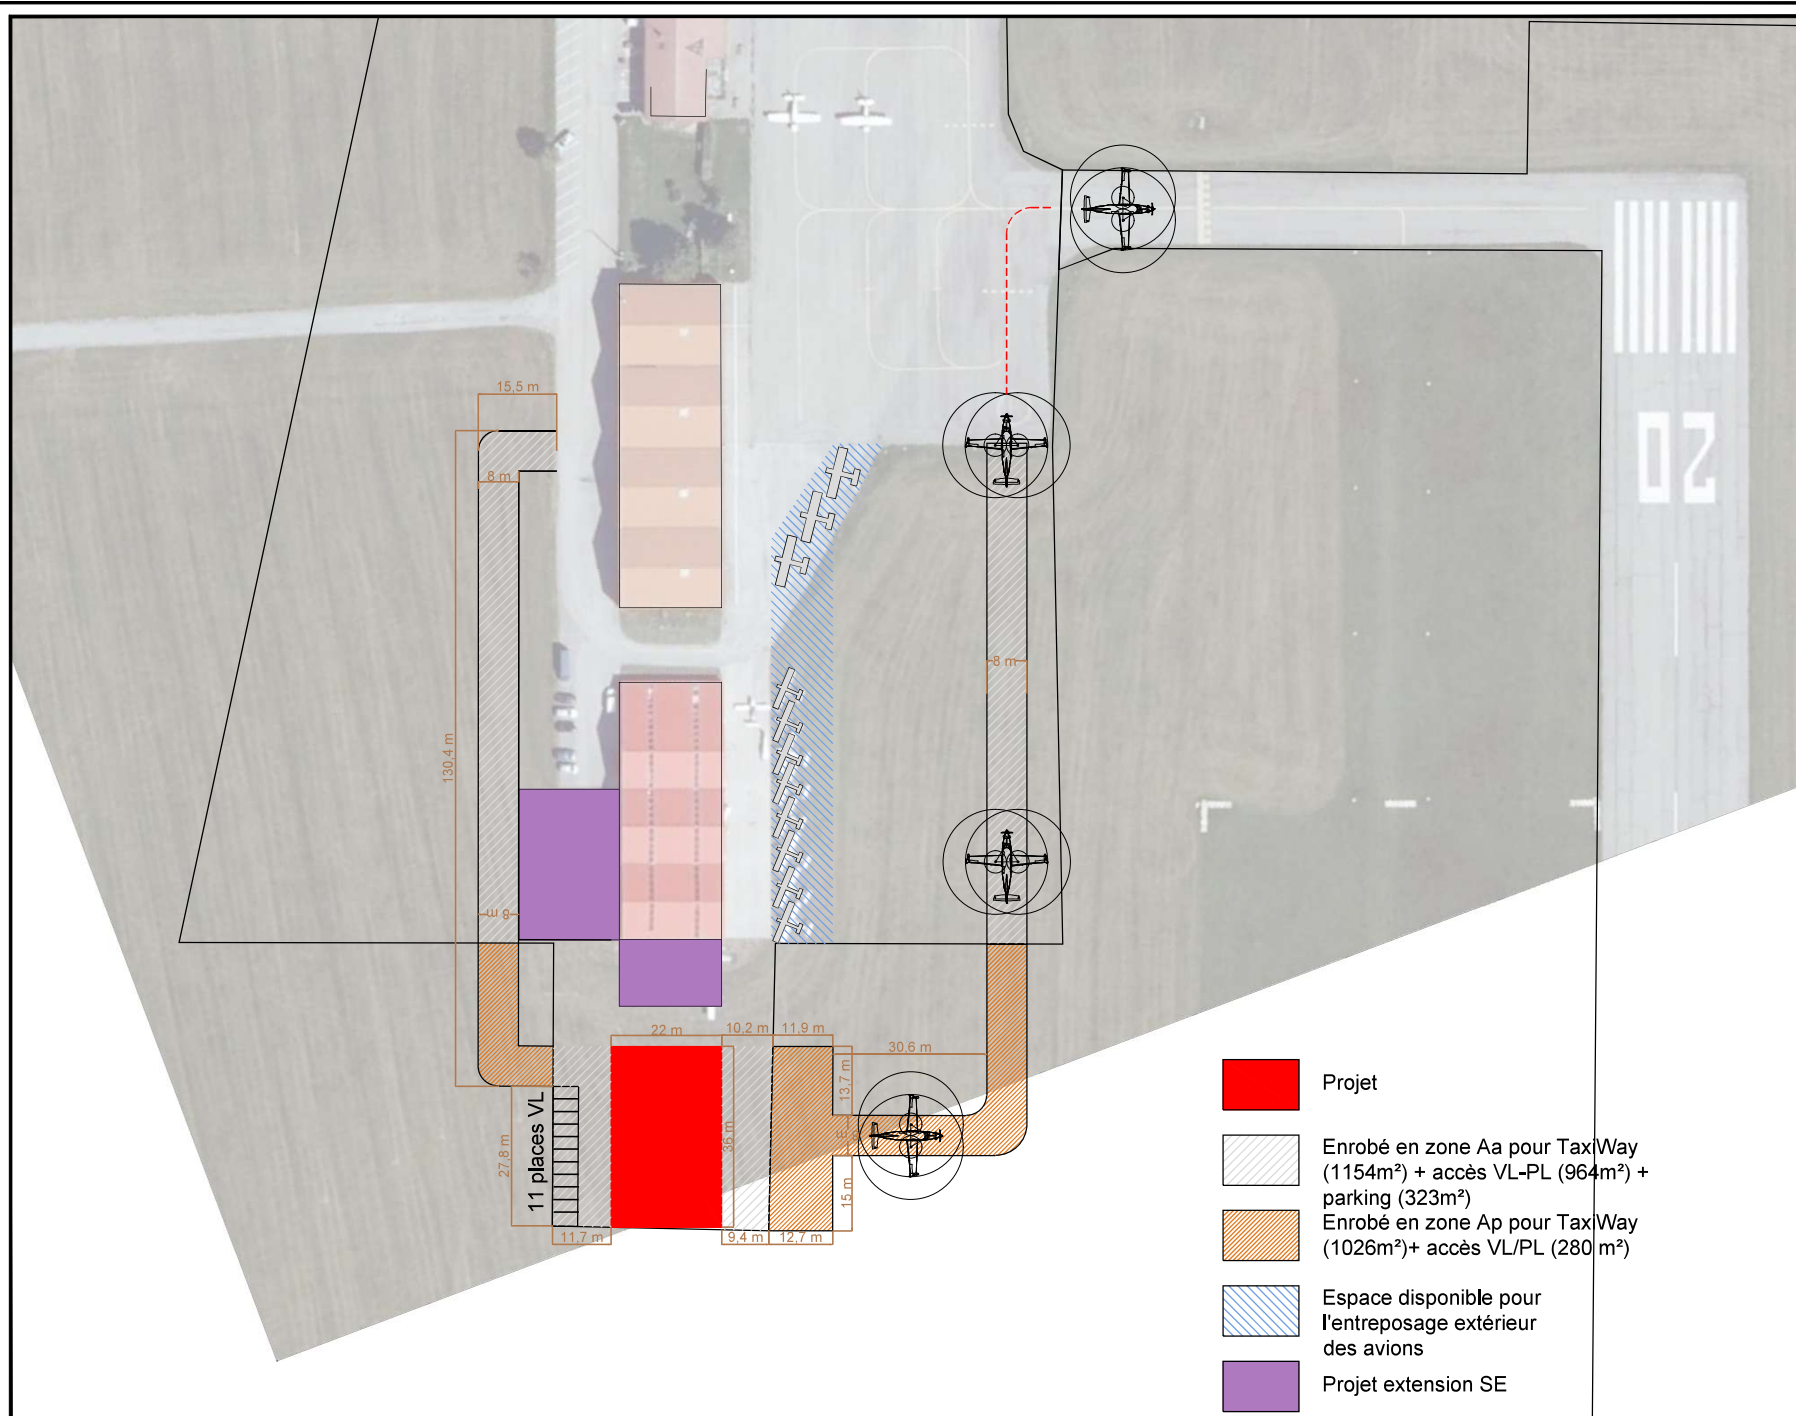 20
15,5 m
8 m
8 m
130,4 m
8 m
22 m
10,2 m
11,9 m
30,6 m
13,7 m
36 m
15 m
27,8 m
11 places VL
11,7 m
9,4 m
12,7 m
Projet
Enrobé en zone Aa pour TaxiWay
(1154m²) + accès VL-PL (964m²) +
parking (323m²)
Enrobé en zone Ap pour TaxiWay
(1026m²)+ accès VL/PL (280 m²)
Espace disponible pour
l'entreposage extérieur
des avions
Projet extension SE